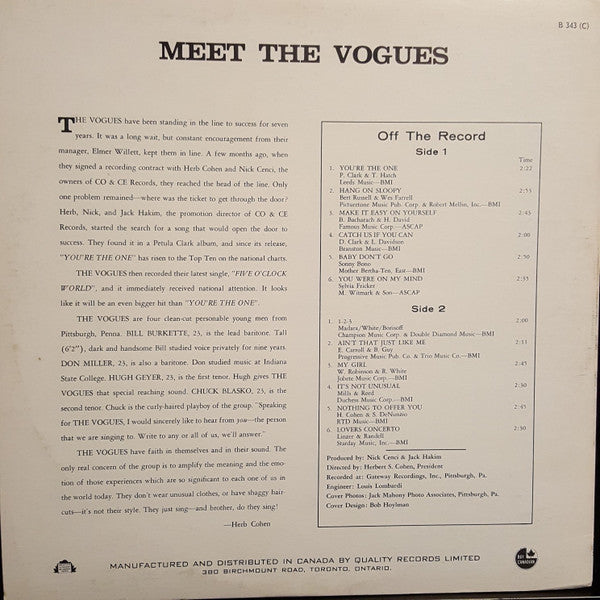 B 343 (C)
MEET THE VOGUES
THE VOGUES have been standing in the line to success for seven
years. It was a long wait, but constant encouragement from their
manager, Elmer Willett, kept them in line. A few months ago, when
they signed a recording contract with Herb Cohen and Nick Cenci, the
owners of CO & CE Records, they reached the head of the line. Only
one problem remained—where was the ticket to get through the door?
Herb, Nick, and Jack Hakim, the promotion director of CO & CE
Records, started the search for a song that would open the door to
success. They found it in a Petula Clark album, and since its release,
"YOU'RE THE ONE" has risen to the Top Ten on the national charts.
THE VOGUES then recorded their latest single, "FIVE O'CLOCK
WORLD", and it immediately received national attention. It looks
like it will be an even bigger hit than "YOU'RE THE ONE".
THE VOGUES are four clean-cut personable young men from
Pittsburgh, Penna. BILL BURKETTE, 23, is the lead baritone. Tall
(6'2"), dark and handsome Bill studied voice privately for nine years.
DON MILLER, 23, is also a baritone. Don studied music at Indiana
State College. HUGH GEYER, 23, is the first tenor. Hugh gives THE
VOGUES that special reaching sound. CHUCK BLASKO, 23, is the
second tenor. Chuck is the curly-haired playboy of the group. "Speaking
for THE VOGUES, I would sincerely like to hear from you—the person
that we are singing to. Write to any or all of us, we'll answer."
THE VOGUES have faith in themselves and in their sound. The
only real concern of the group is to amplify the meaning and the emo-
tion of those experiences which are so significant to each one of us in
the world today. They don't wear unusual clothes, or have shaggy hair-
cuts—it's not their style. They just sing—and brother, do they sing!
—Herb Cohen
Off The Record
Side 1
Time
1. YOU'RE THE ONE 2:22
P. Clark & T. Hatch
Leeds Music—BMI
2. HANG ON SLOOPY 2:55
Bert Russell & Wes Farrell
Picturetone Music Pub. Corp. & Robert Mellin, Inc.—BMI
3. MAKE IT EASY ON YOURSELF 2:45
B. Bacharach & H. David
Famous Music Corp.—ASCAP
4. CATCH US IF YOU CAN 2:00
D. Clark & L. Davidson
Branston Music—BMI
5. BABY DON'T GO 2:50
Sonny Bono
Mother Bertha-Ten, East—BMI
6. YOU WERE ON MY MIND 2:35
Sylvia Fricker
M. Witmark & Son—ASCAP
Side 2
1. 1-2-3 2:00
Madara/White/Borisoff
Champion Music Corp. & Double Diamond Music—BMI
2. AIN'T THAT JUST LIKE ME 2:11
E. Carroll & B. Guy
Progressive Music Pub. Co. & Trio Music Co.—BMI
3. MY GIRL 2:45
W. Robinson & R. White
Jobete Music Corp.—BMI
4. IT'S NOT UNUSUAL 2:30
Mills & Reed
Duchess Music Corp.—BMI
5. NOTHING TO OFFER YOU 2:45
H. Cohen & S. DeNunzio
RTD Music—BMI
6. LOVERS CONCERTO 2:30
Linzer & Randell
Starday Music, Inc.—BMI
Produced by: Nick Cenci & Jack Hakim
Directed by: Herbert S. Cohen, President
Recorded at: Gateway Recordings, Inc., Pittsburgh, Pa.
Engineer: Louis Lombardi
Cover Photos: Jack Mahony Photo Associates, Pittsburgh, Pa.
Cover Design: Bob Hoylman
MANUFACTURED AND DISTRIBUTED IN CANADA BY QUALITY RECORDS LIMITED
380 BIRCHMOUNT ROAD, TORONTO, ONTARIO.
BUY
CANADIAN